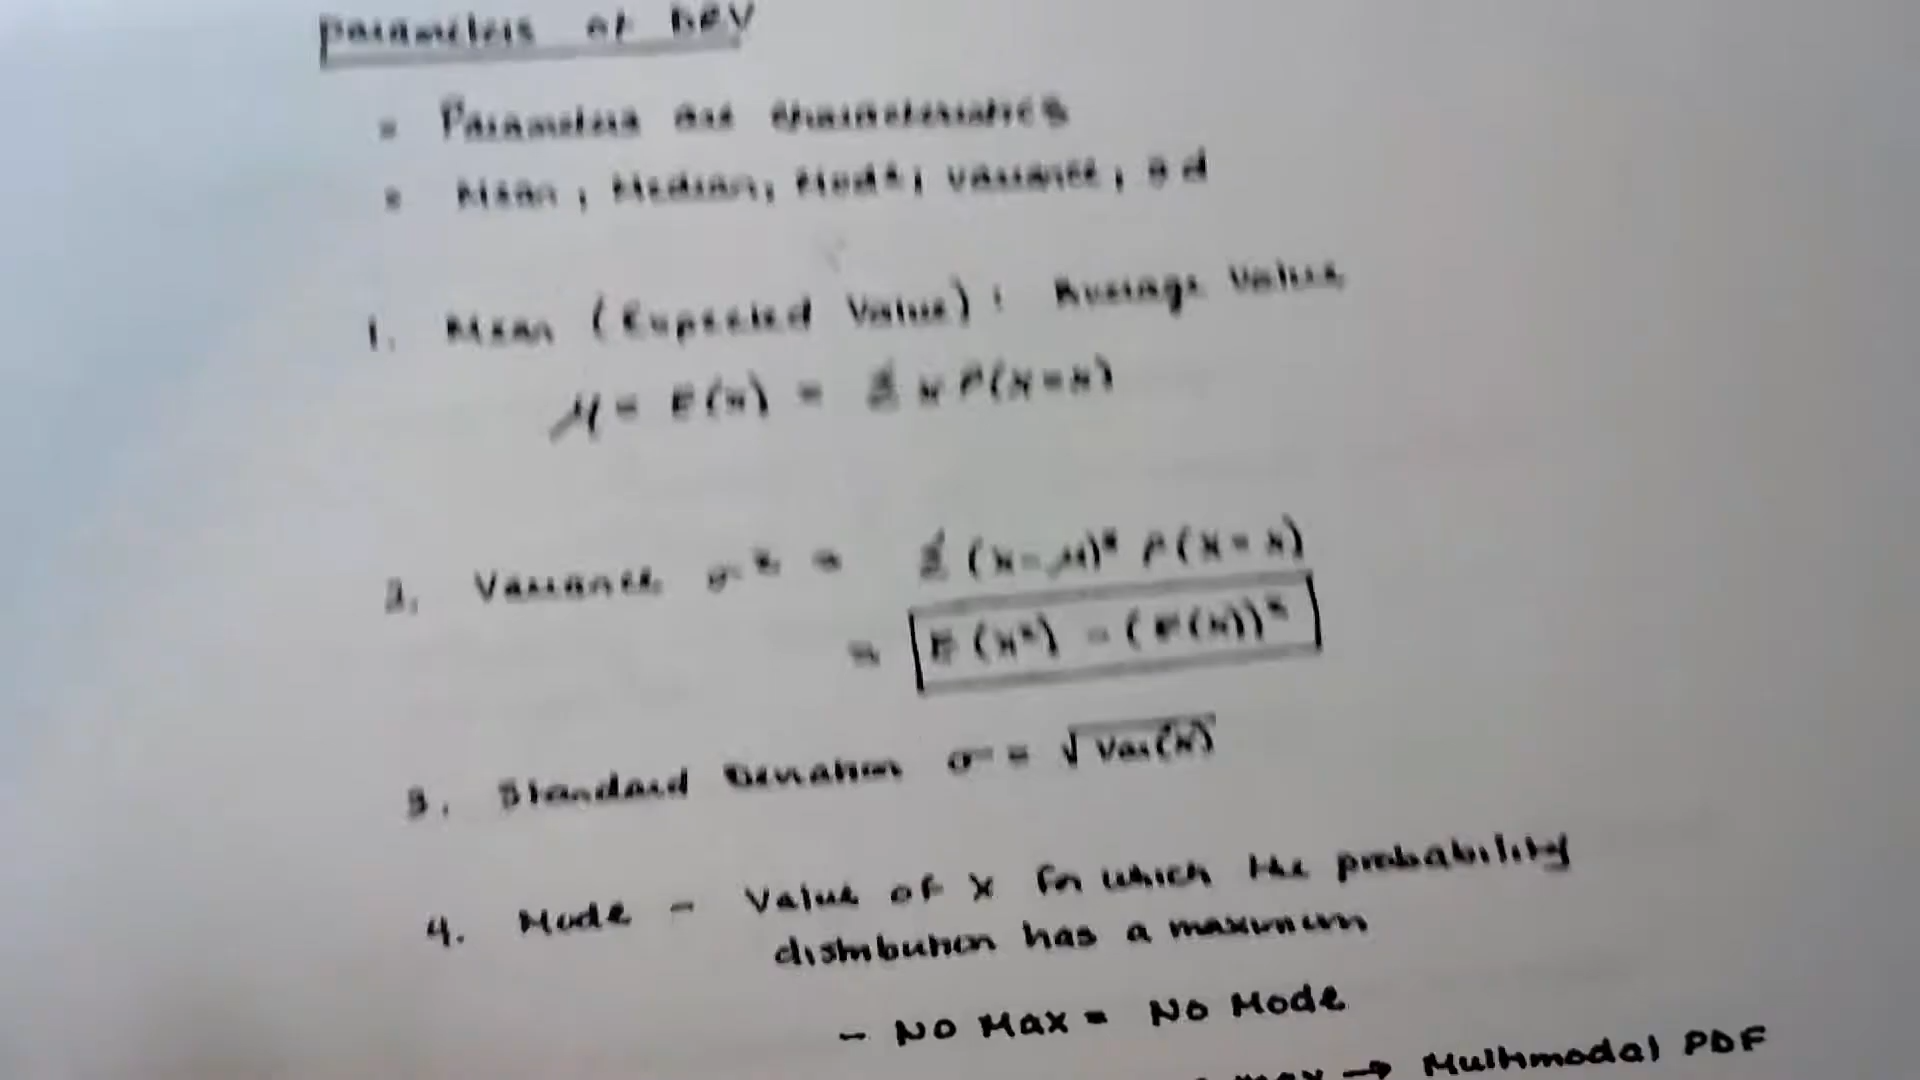 Parameters of DRV
Parameters are characteristics
Mean, Median, Mode, Variance, sd
1. Mean (Expected Value): Average Value
μ = E(x) = Σ x P(X=x)
2. Variance σ² = Σ (x-μ)² P(X=x)
= E(x²) - (E(x))²
3. Standard Deviation σ = √Var(x)
4. Mode - Value of X for which the probability
distribution has a maximum
- No Max = No Mode
max → Multimodal PDF